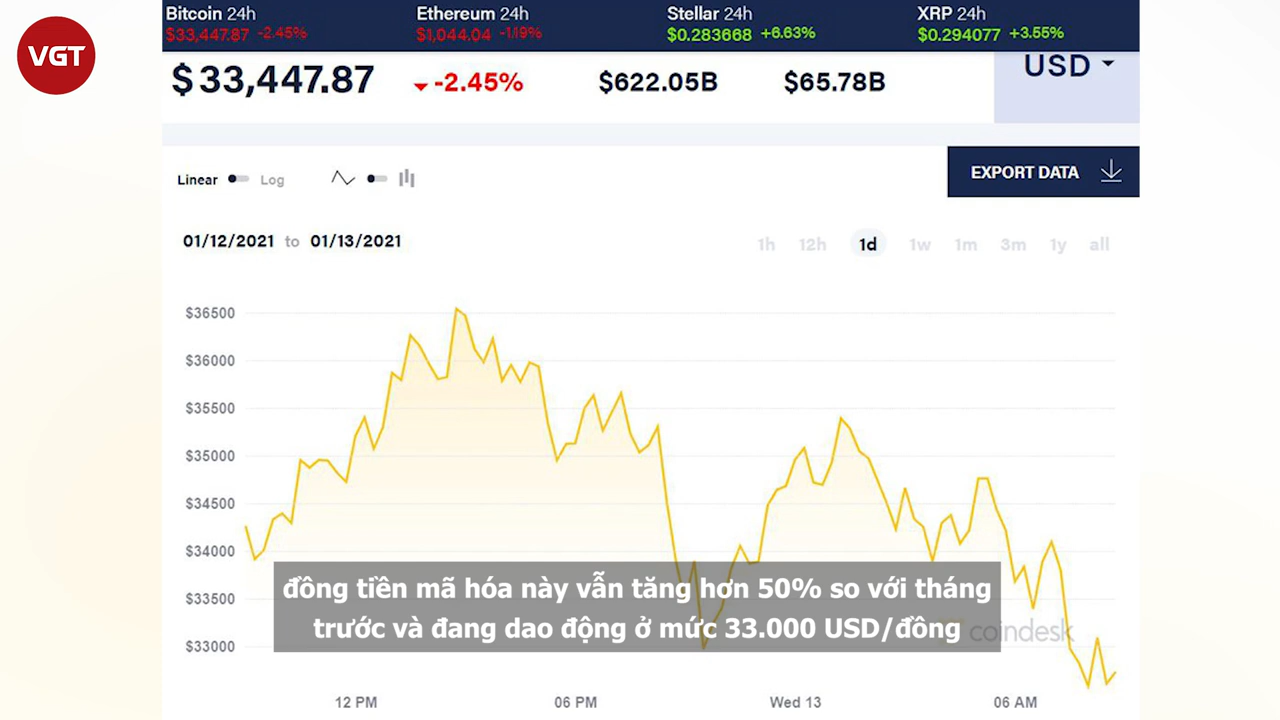 VGT
Bitcoin 24h Ethereum 24h Stellar 24h XRP 24h
$33,447.87 -2.45% $1,044.04 -1.19% $0.283668 +6.63% $0.294077 +3.55%
$33,447.87 -2.45% $622.05B $65.78B USD
Linear Log
EXPORT DATA
01/12/2021 to 01/13/2021
1h 12h 1d 1w 1m 3m 1y all
$36500
$36000
$35500
$35000
$34500
$34000
$33500
$33000
đồng tiền mã hóa này vẫn tăng hơn 50% so với tháng
trước và đang dao động ở mức 33.000 USD/đồng
coindesk
12 PM 06 PM Wed 13 06 AM